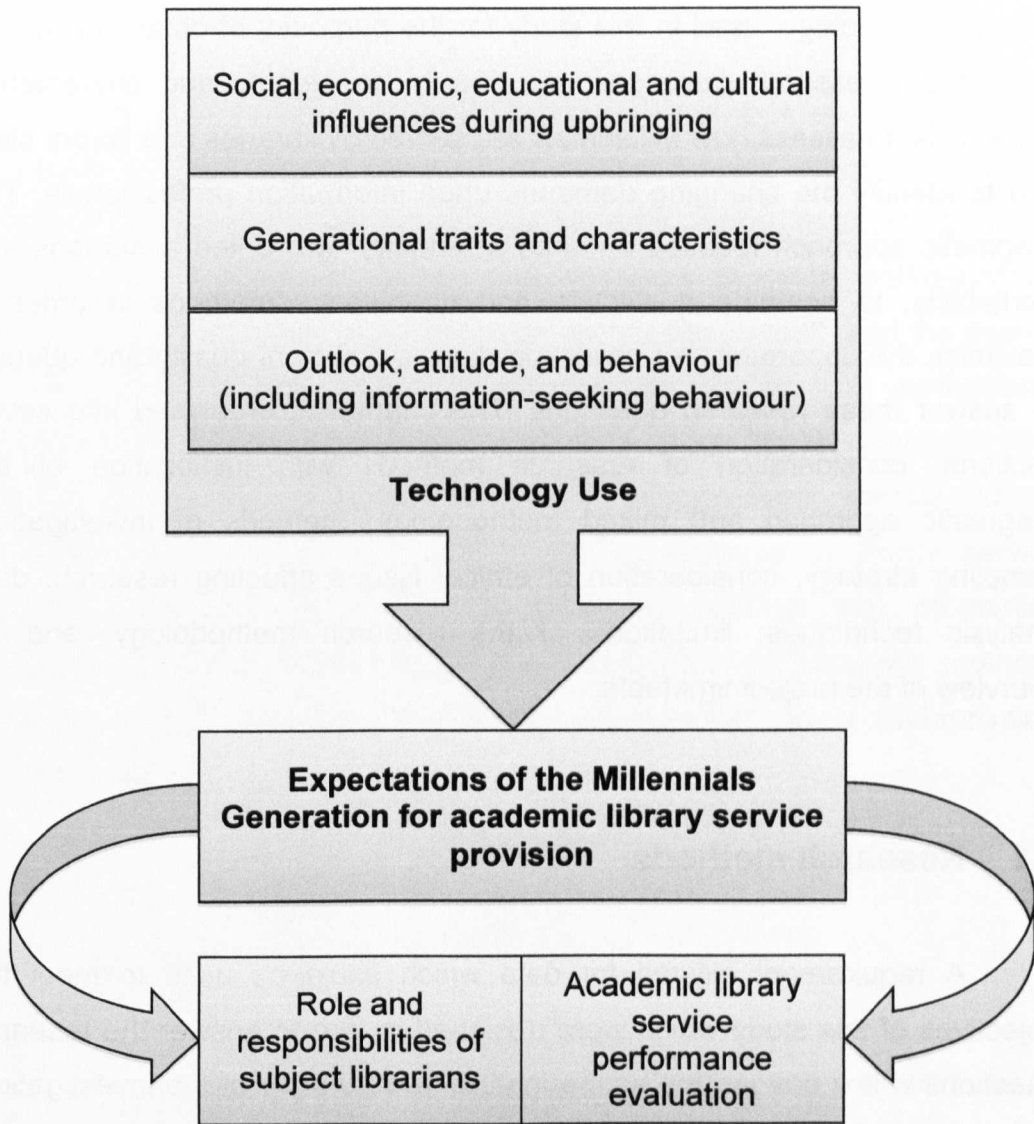 Social, economic, educational and cultural
influences during upbringing
Generational traits and characteristics
Outlook, attitude, and behaviour
(including information-seeking behaviour)
Technology Use
Expectations of the Millennials
Generation for academic library service
provision
Role and
responsibilities of
subject librarians
Academic library
service
performance
evaluation